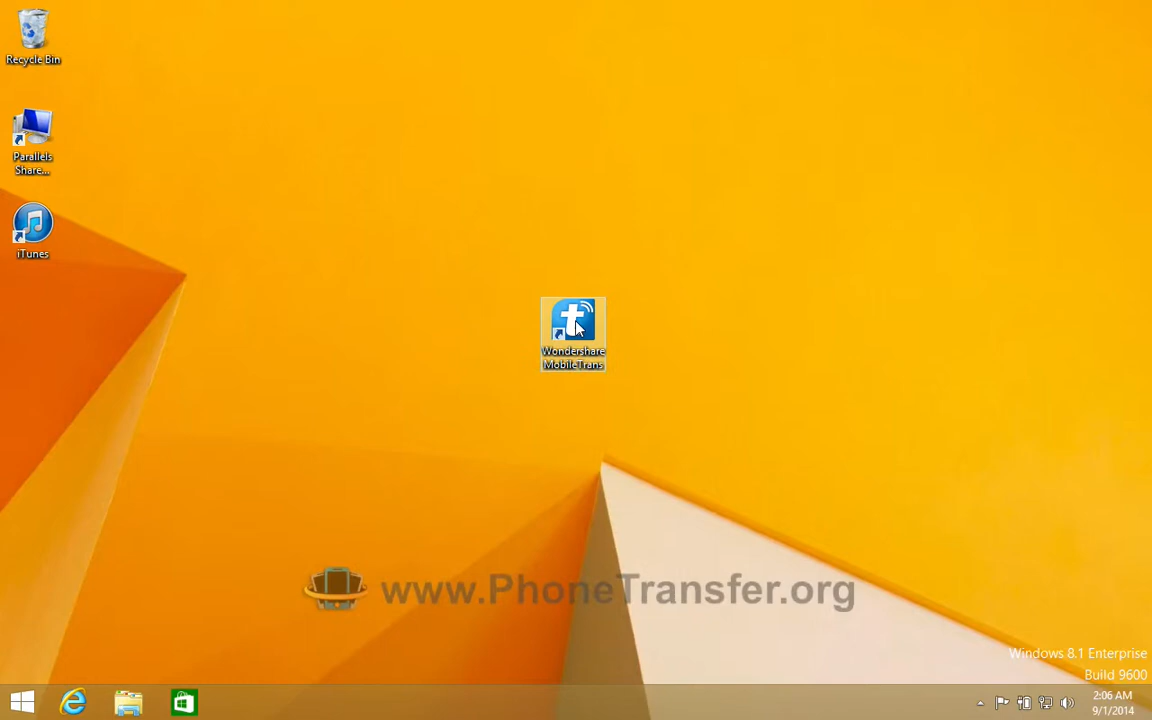 Recycle Bin
Parallels
Share...
iTunes
Wondershare
MobileTrans
www.PhoneTransfer.org
Windows 8.1 Enterprise
Build 9600
2:06 AM
9/1/2014